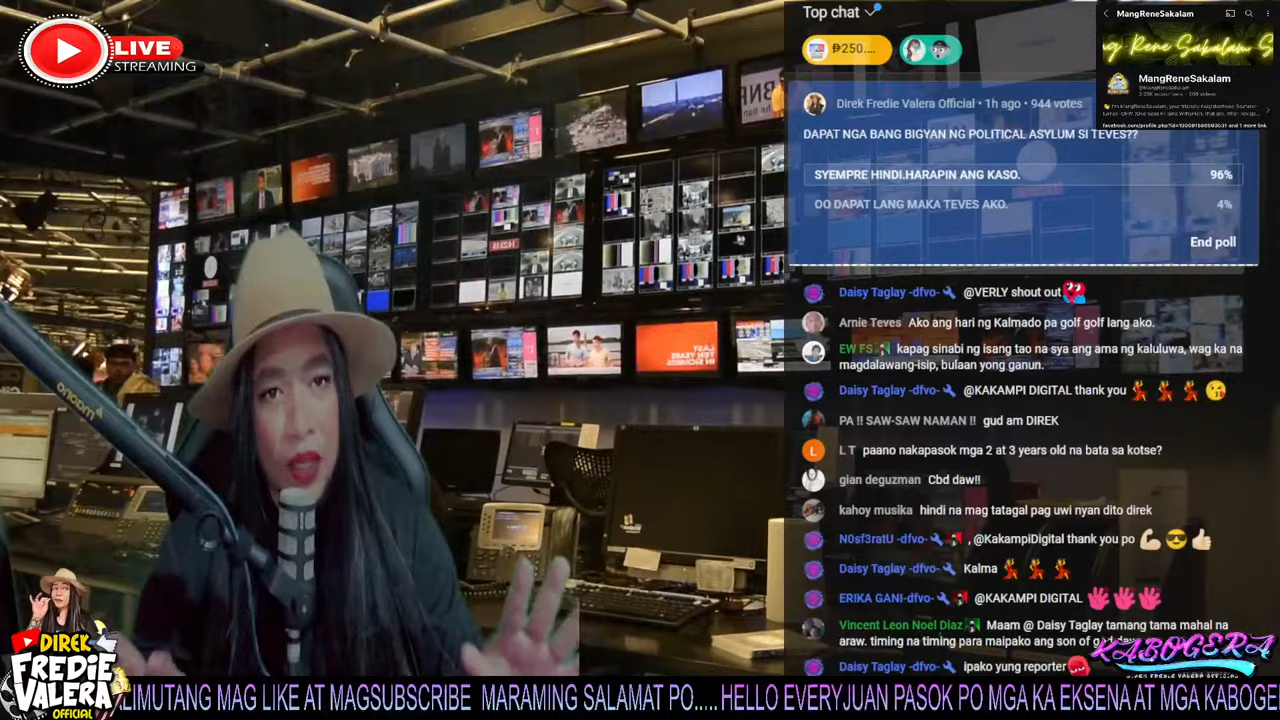 LIVE
STREAMING
Top chat
₱250....
MangReneSakalam
Mang Rene Sakalam
MangReneSakalam
Direk Fredie Valera Official • 1h ago • 944 votes
DAPAT NGA BANG BIGYAN NG POLITICAL ASYLUM SI TEVES??
SYEMPRE HINDI.HARAPIN ANG KASO. 96%
OO DAPAT LANG MAKA TEVES AKO. 4%
End poll
Daisy Taglay -dfvo- @VERLY shout out
Arnie Teves Ako ang hari ng Kalmado pa golf golf lang ako.
EW FS kapag sinabi ng isang tao na sya ang ama ng kaluluwa, wag ka na
magdalawang-isip, bulaan yong ganun.
Daisy Taglay -dfvo- @KAKAMPI DIGITAL thank you
PA !! SAW-SAW NAMAN !! gud am DIREK
L T paano nakapasok mga 2 at 3 years old na bata sa kotse?
gian deguzman Cbd daw!!
kahoy musika hindi na mag tatagal pag uwi nyan dito direk
N0sf3ratU -dfvo- , @KakampiDigital thank you po
Daisy Taglay -dfvo- Kalma
ERIKA GANI-dfvo- @KAKAMPI DIGITAL
Vincent Leon Noel Diaz Maam @ Daisy Taglay tamang tama mahal na
araw. timing na timing para maipako ang son of
Daisy Taglay -dfvo- ipako yung reporter
KABOGERA
maono
LAST
TEN YEARS
DIREK
FREDIE
VALERA
OFFICIAL
LIMUTANG MAG LIKE AT MAGSUBSCRIBE MARAMING SALAMAT PO.....HELLO EVERYJUAN PASOK PO MGA KA EKSENA AT MGA KABOGE